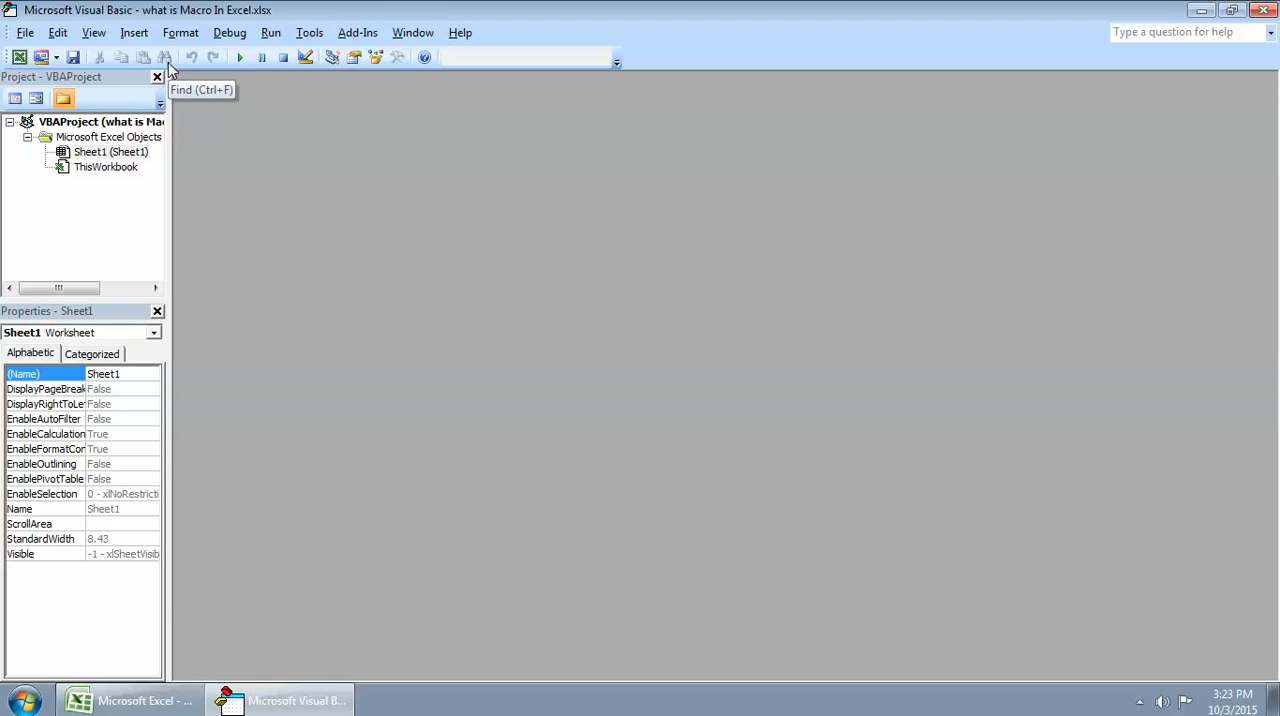 Microsoft Visual Basic - what is Macro In Excel.xlsx
File Edit View Insert Format Debug Run Tools Add-Ins Window Help
Type a question for help
Find (Ctrl+F)
Project - VBAProject
VBAProject (what is Ma
Microsoft Excel Objects
Sheet1 (Sheet1)
ThisWorkbook
Properties - Sheet1
Sheet1 Worksheet
Alphabetic Categorized
(Name) Sheet1
DisplayPageBreak False
DisplayRightToLe False
EnableAutoFilter False
EnableCalculation True
EnableFormatCor True
EnableOutlining False
EnablePivotTable False
EnableSelection 0 - xlNoRestricti
Name Sheet1
ScrollArea
StandardWidth 8.43
Visible -1 - xlSheetVisib
Microsoft Excel - ...
Microsoft Visual B...
3:23 PM
10/3/2015